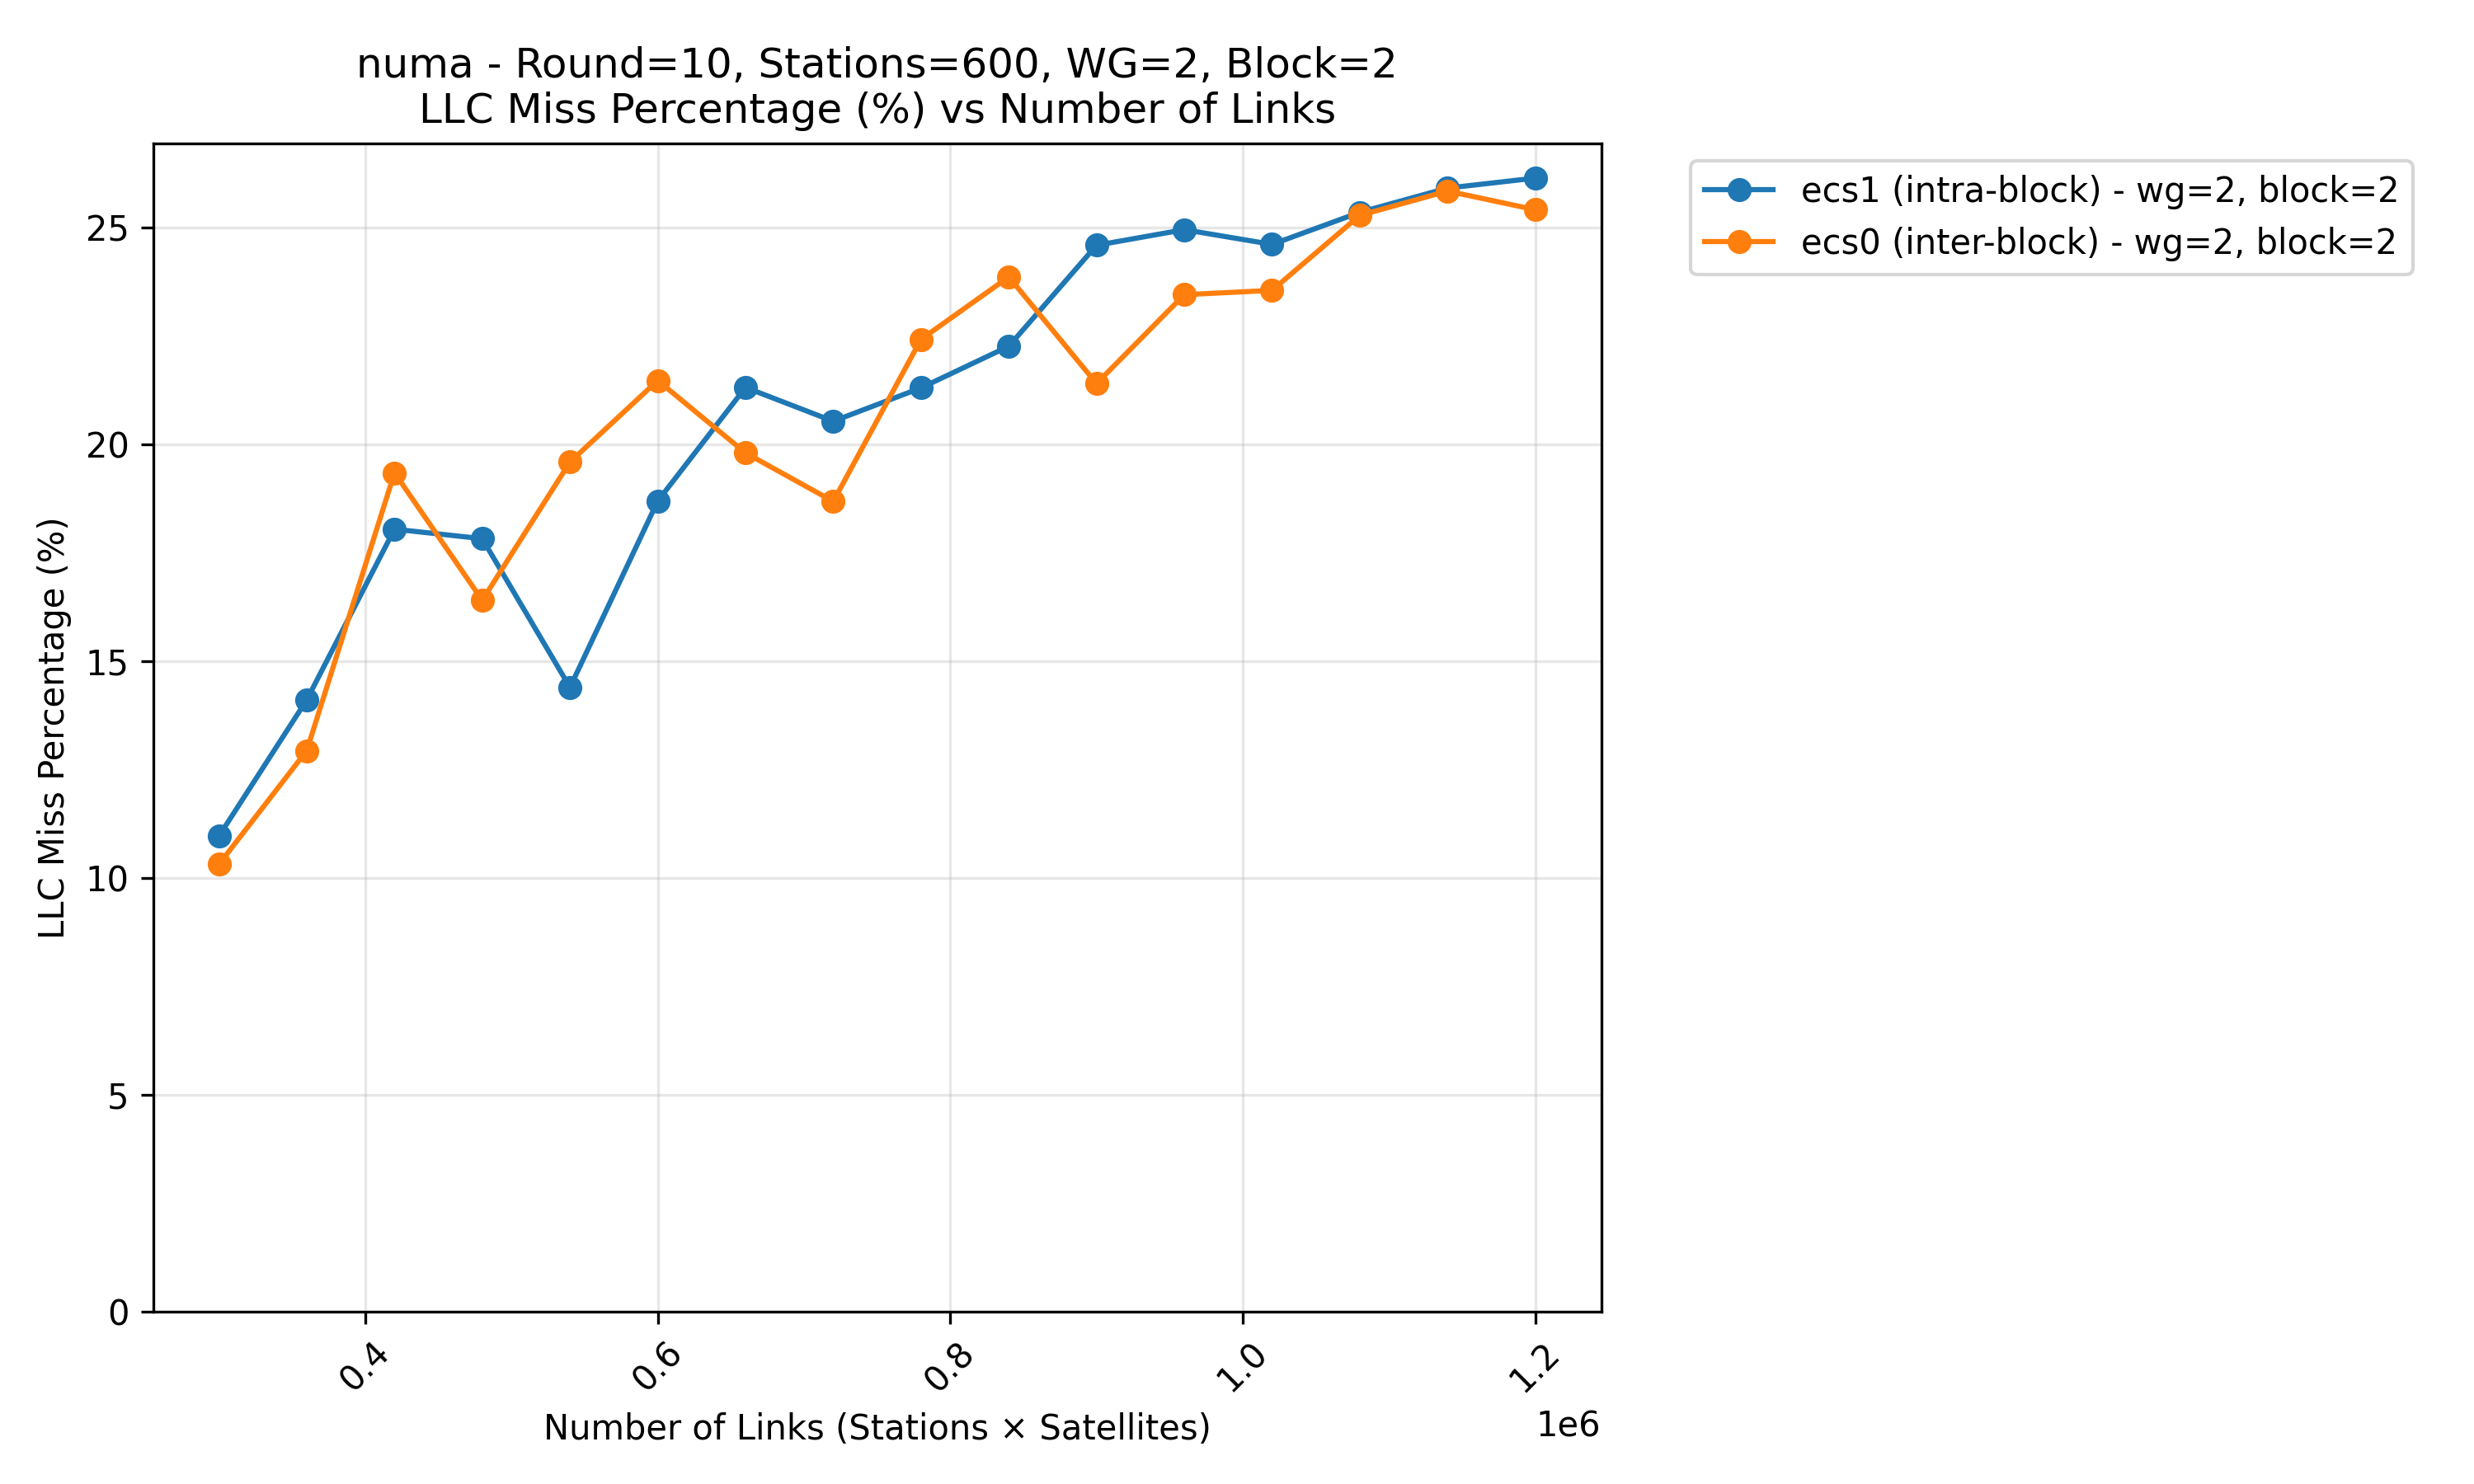 numa - Round=10, Stations=600, WG=2, Block=2
LLC Miss Percentage (%) vs Number of Links
ecs1 (intra-block) - wg=2, block=2
ecs0 (inter-block) - wg=2, block=2
LLC Miss Percentage (%)
25
20
15
10
5
0
0.4
0.6
0.8
1.0
1.2
1e6
Number of Links (Stations × Satellites)